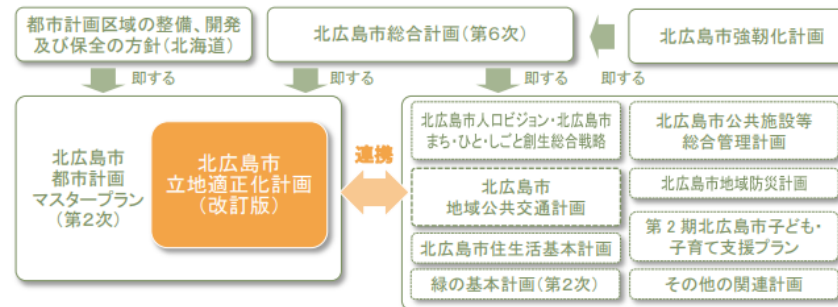 都市計画区域の整備、開発
及び保全の方針(北海道)
北広島市総合計画(第6次)
北広島市強靭化計画
即する
即する
即する
即する
北広島市
都市計画
マスタープラン
(第2次)
北広島市
立地適正化計画
(改訂版)
連携
北広島市人口ビジョン・北広島市
まち・ひと・しごと創生総合戦略
北広島市
地域公共交通計画
北広島市住生活基本計画
緑の基本計画(第2次)
北広島市公共施設等
総合管理計画
北広島市地域防災計画
第2期北広島市子ども・
子育て支援プラン
その他の関連計画